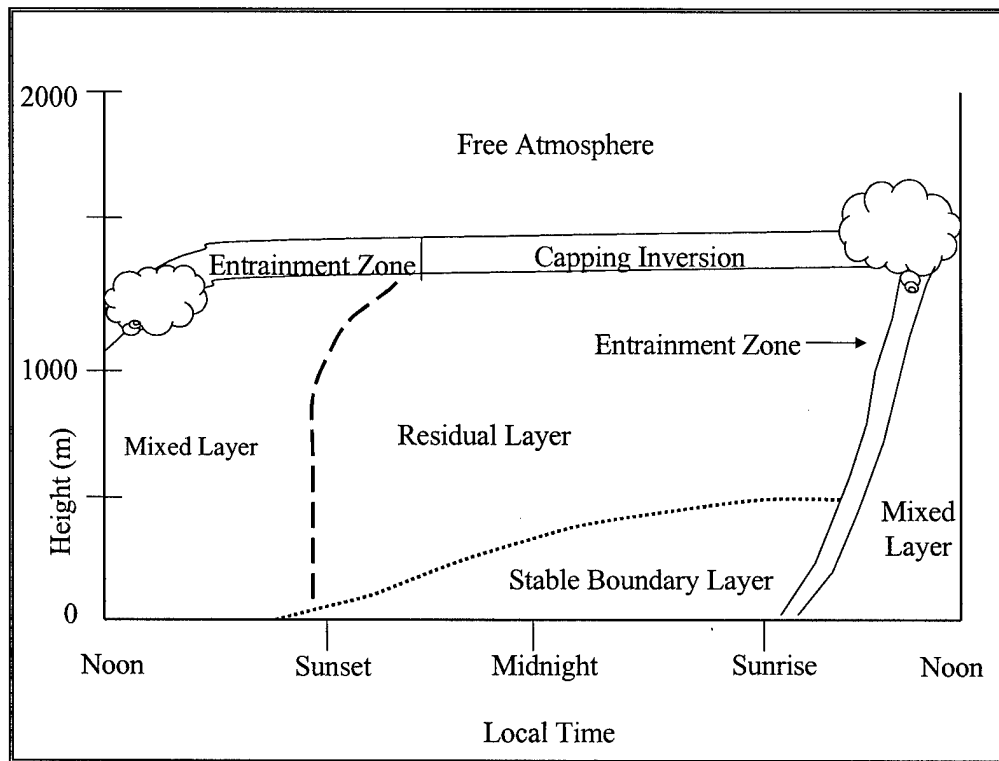 2000
Free Atmosphere
Entrainment Zone
Capping Inversion
Entrainment Zone
1000
Mixed Layer
Residual Layer
Height (m)
Mixed
Layer
Stable Boundary Layer
0
Noon
Sunset
Midnight
Sunrise
Noon
Local Time